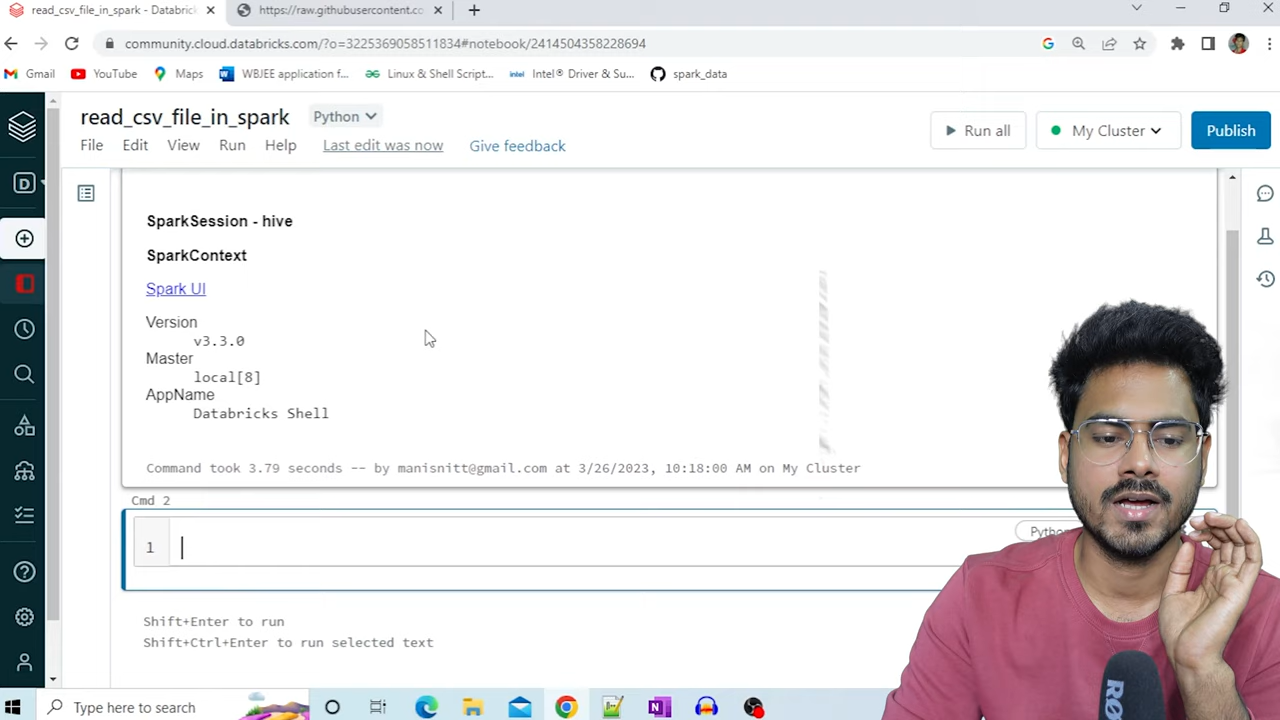 read_csv_file_in_spark - Databric
https://raw.githubusercontent.co
community.cloud.databricks.com/?o=3225369058511834#notebook/2414504358228694
Gmail YouTube Maps WBJEE application f... Linux & Shell Script... Intel® Driver & Su... spark_data
read_csv_file_in_spark Python
Run all My Cluster Publish
File Edit View Run Help Last edit was now Give feedback
SparkSession - hive
SparkContext
Spark UI
Version
v3.3.0
Master
local[8]
AppName
Databricks Shell
Command took 3.79 seconds -- by manisnitt@gmail.com at 3/26/2023, 10:18:00 AM on My Cluster
Cmd 2
1
Shift+Enter to run
Shift+Ctrl+Enter to run selected text
Type here to search